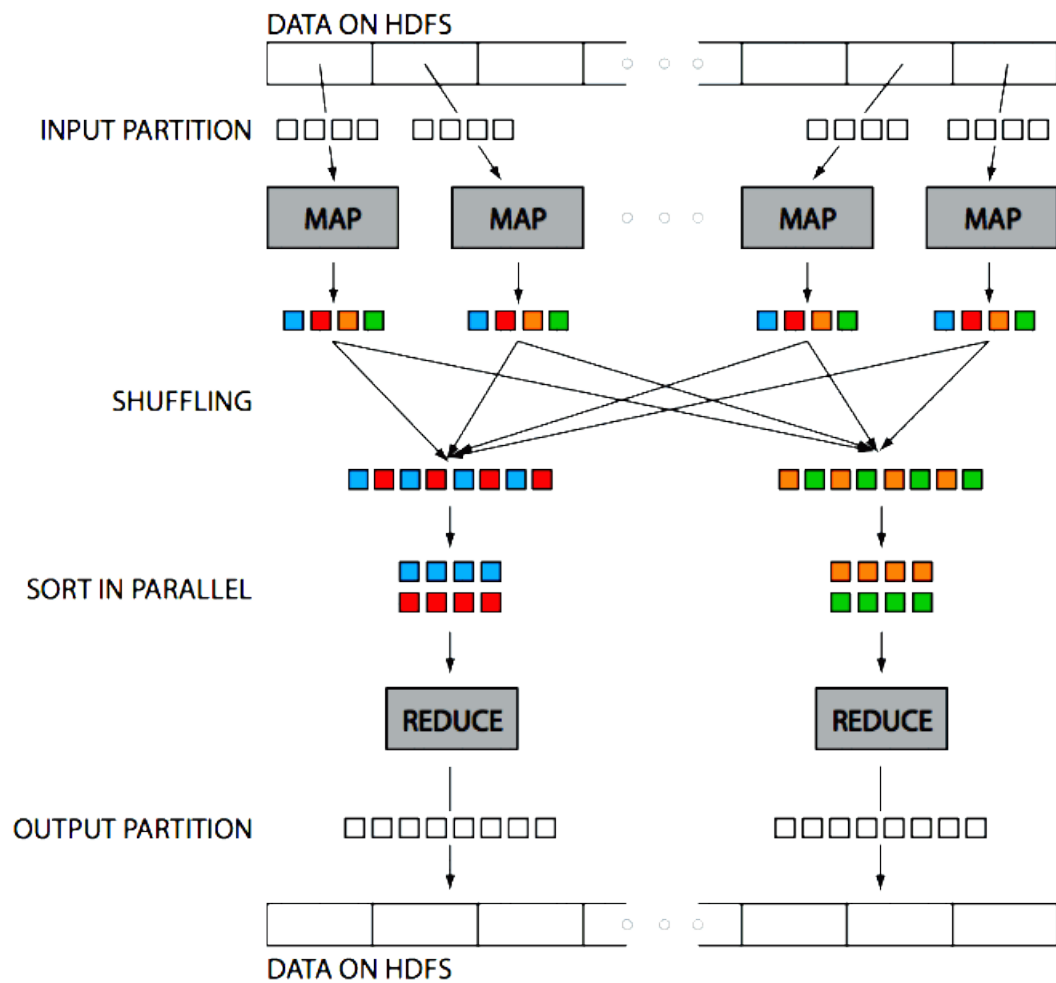 DATA ON HDFS
INPUT PARTITION
MAP
MAP
MAP
MAP
SHUFFLING
SORT IN PARALLEL
REDUCE
REDUCE
OUTPUT PARTITION
DATA ON HDFS